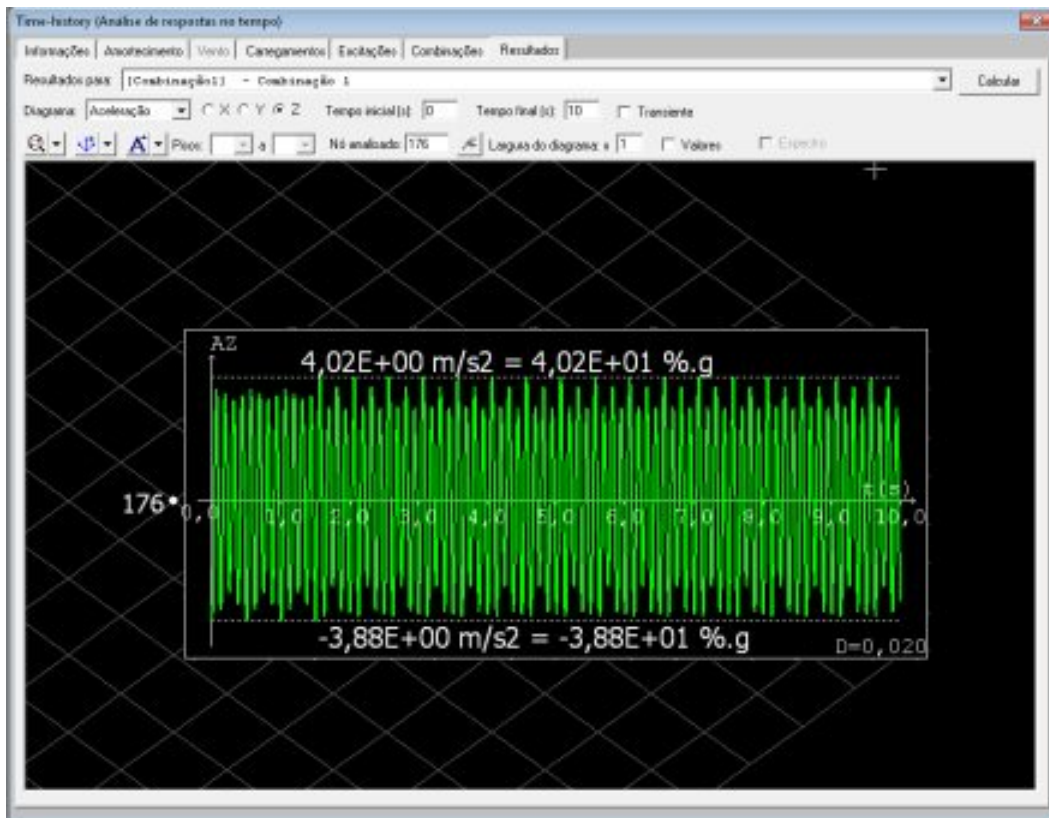 Time-history (Análise de respostas no tempo)
Informações Amortecimento Vento Carregamentos Excitações Combinações Resultados
Resultados para: [Combinação1] - Combinação 1 Calcular
Diagrama: Aceleração X Y Z Tempo inicial (s): 0 Tempo final (s): 10 Transiente
Pisos: a Nó analisado: 176 Largura do diagrama: x 1 Valores Espectro
AZ
4,02E+00 m/s2 = 4,02E+01 %.g
t(s)
176
0,0 1,0 2,0 3,0 4,0 5,0 6,0 7,0 8,0 9,0 10,0
-3,88E+00 m/s2 = -3,88E+01 %.g
D=0,020